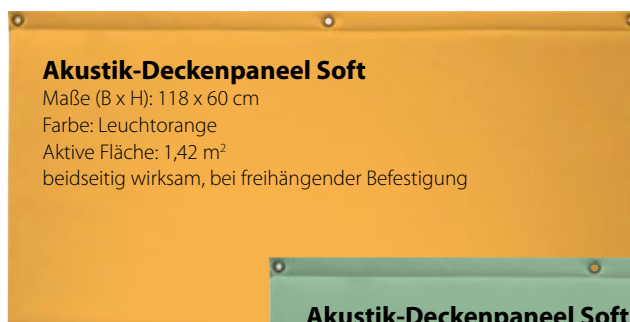 Akustik-Deckenpaneel Soft
Maße (B x H): 118 x 60 cm
Farbe: Leuchtorange
Aktive Fläche: 1,42 m²
beidseitig wirksam, bei freihängender Befestigung
Akustik-Deckenpaneel Soft